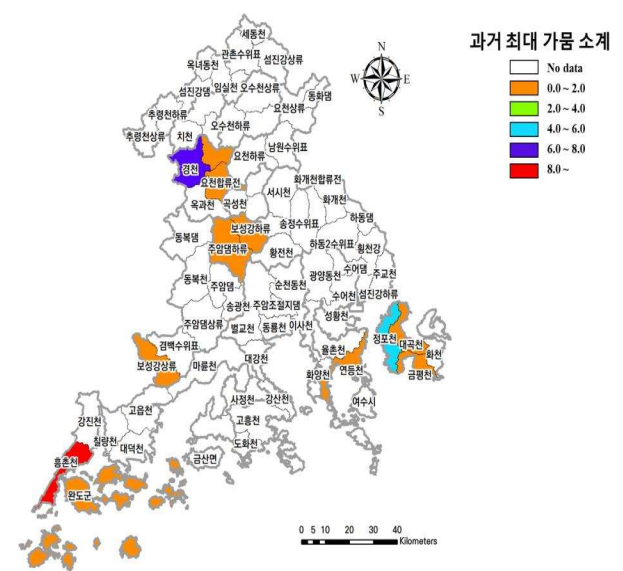 과거 최대 가뭄 소계
No data
0.0 ~ 2.0
2.0 ~ 4.0
4.0 ~ 6.0
6.0 ~ 8.0
8.0 ~
N
W
E
S
세동천
관촌수위표
옥녀동천
섬진강상류
섬진강댐
임실천
오수천상류
동화댐
추령천하류
요천상류
오수천하류
추령천상류
치천
남원수위표
요천하류
경천
요천합류전
화개천합류전
서시천
화개천
옥과천
곡성천
하동댐
보성강하류
송정수위표
동복댐
하동2수위표
횡천강
주암댐하류
황전천
수어댐
광양동천
주교천
동복천
주암댐
순천동천
수어천
섬진강하류
송광천
주암조절지댐
성황천
주암댐상류
벌교천
동룡천
이사천
정포천
대곡천
겸백수위표
율촌천
화천
보성강상류
마륜천
대강천
연등천
금평천
화양천
여수시
고읍천
사정천
강산천
강진천
고흥천
칠량천
대덕천
도화천
흥촌천
금산면
완도군
0 5 10 20 30 40
Kilometers